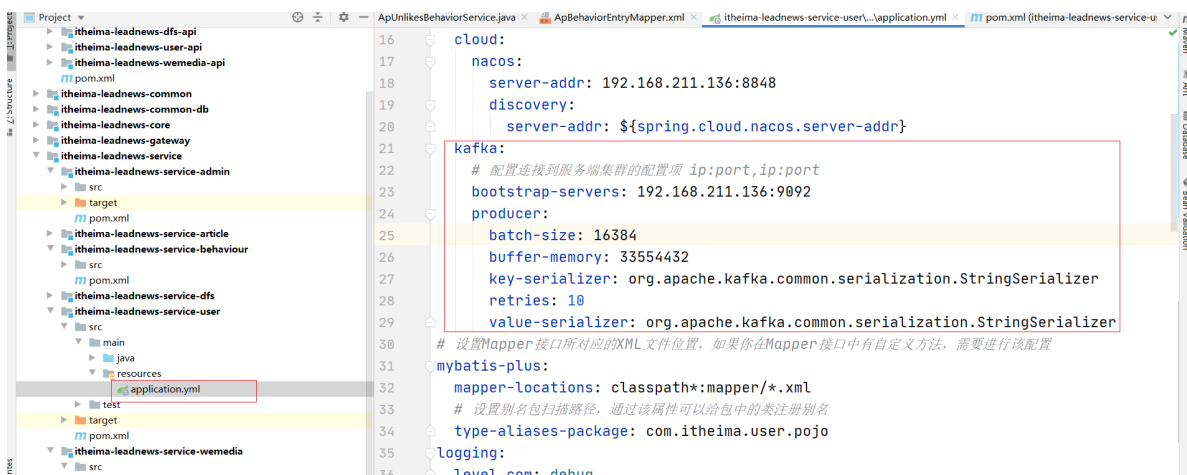 Project
ApUnlikesBehaviorService.java
ApBehaviorEntryMapper.xml
itheima-leadnews-service-user\...\application.yml
pom.xml (itheima-leadnews-service-u
1: Project
Z: Structure
itheima-leadnews-dfs-api
itheima-leadnews-user-api
itheima-leadnews-wemedia-api
pom.xml
itheima-leadnews-common
itheima-leadnews-common-db
itheima-leadnews-core
itheima-leadnews-gateway
itheima-leadnews-service
itheima-leadnews-service-admin
src
target
pom.xml
itheima-leadnews-service-article
itheima-leadnews-service-behaviour
src
pom.xml
itheima-leadnews-service-dfs
itheima-leadnews-service-user
src
main
java
resources
application.yml
test
target
pom.xml
itheima-leadnews-service-wemedia
src
16 cloud:
17 nacos:
18 server-addr: 192.168.211.136:8848
19 discovery:
20 server-addr: ${spring.cloud.nacos.server-addr}
21 kafka:
22 # 配置连接到服务端集群的配置项 ip:port,ip:port
23 bootstrap-servers: 192.168.211.136:9092
24 producer:
25 batch-size: 16384
26 buffer-memory: 33554432
27 key-serializer: org.apache.kafka.common.serialization.StringSerializer
28 retries: 10
29 value-serializer: org.apache.kafka.common.serialization.StringSerializer
30 # 设置Mapper接口所对应的XML文件位置，如果你在Mapper接口中有自定义方法，需要进行该配置
31 mybatis-plus:
32 mapper-locations: classpath*:mapper/*.xml
33 # 设置别名包扫描路径，通过该属性可以给包中的类注册别名
34 type-aliases-package: com.itheima.user.pojo
35 logging:
36 level.com: debug
Maven
Ant
Database
Bean Validation